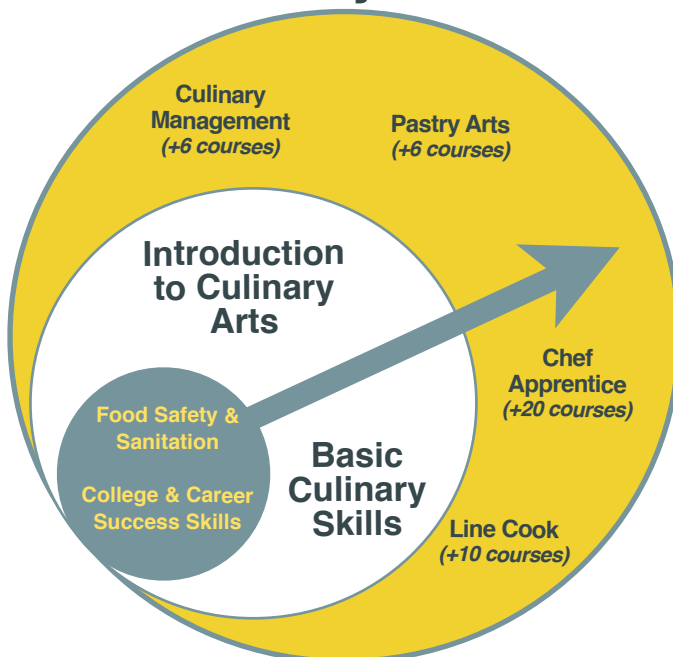 Culinary
Management
(+6 courses)
Pastry Arts
(+6 courses)
Introduction
to Culinary
Arts
Chef
Apprentice
(+20 courses)
Food Safety &
Sanitation
College & Career
Success Skills
Basic
Culinary
Skills
Line Cook
(+10 courses)